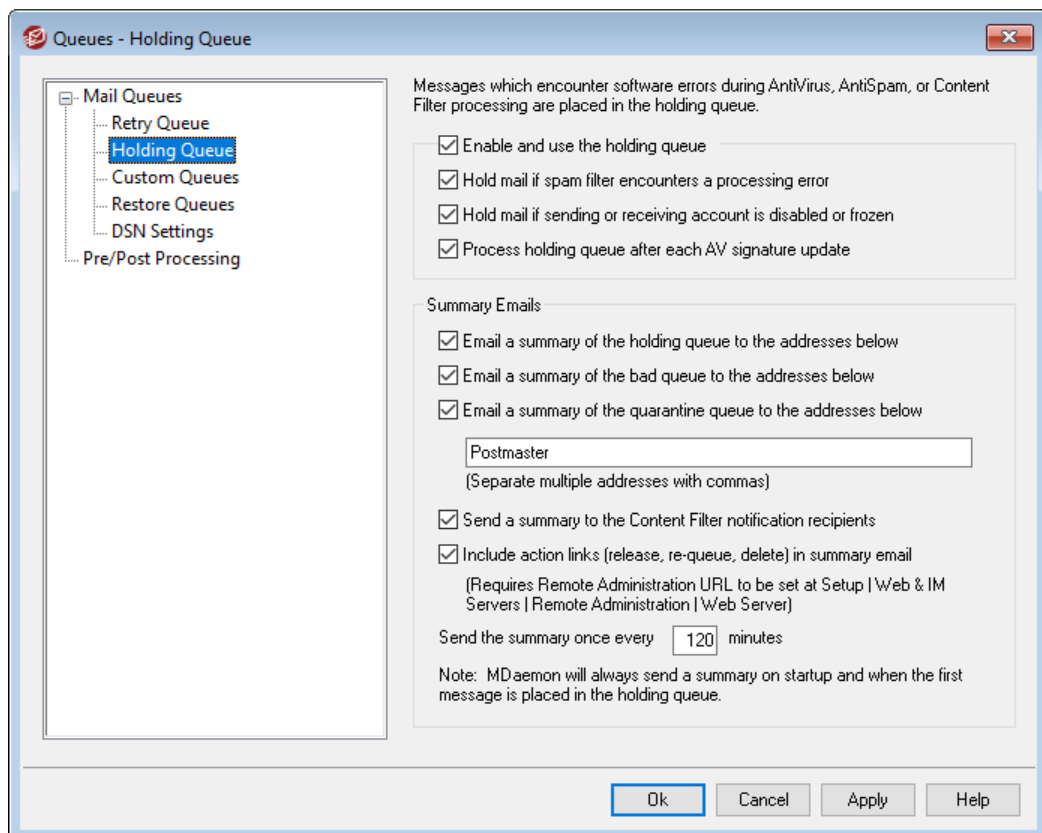 Queues - Holding Queue
Mail Queues
Retry Queue
Holding Queue
Custom Queues
Restore Queues
DSN Settings
Pre/Post Processing
Messages which encounter software errors during AntiVirus, AntiSpam, or Content
Filter processing are placed in the holding queue.
Enable and use the holding queue
Hold mail if spam filter encounters a processing error
Hold mail if sending or receiving account is disabled or frozen
Process holding queue after each AV signature update
Summary Emails
Email a summary of the holding queue to the addresses below
Email a summary of the bad queue to the addresses below
Email a summary of the quarantine queue to the addresses below
Postmaster
(Separate multiple addresses with commas)
Send a summary to the Content Filter notification recipients
Include action links (release, re-queue, delete) in summary email
(Requires Remote Administration URL to be set at Setup | Web & IM
Servers | Remote Administration | Web Server)
Send the summary once every 120 minutes
Note: MDaemon will always send a summary on startup and when the first
message is placed in the holding queue.
Ok Cancel Apply Help